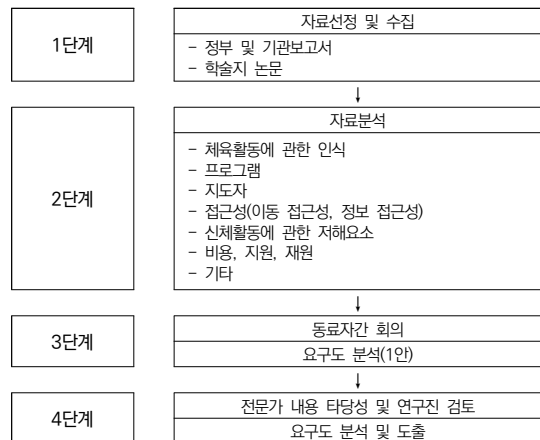 1단계
자료선정 및 수집
- 정부 및 기관보고서
- 학술지 논문
2단계
자료분석
- 체육활동에 관한 인식
- 프로그램
- 지도자
- 접근성(이동 접근성, 정보 접근성)
- 신체활동에 관한 저해요소
- 비용, 지원, 재원
- 기타
3단계
동료자간 회의
요구도 분석(1안)
4단계
전문가 내용 타당성 및 연구진 검토
요구도 분석 및 도출